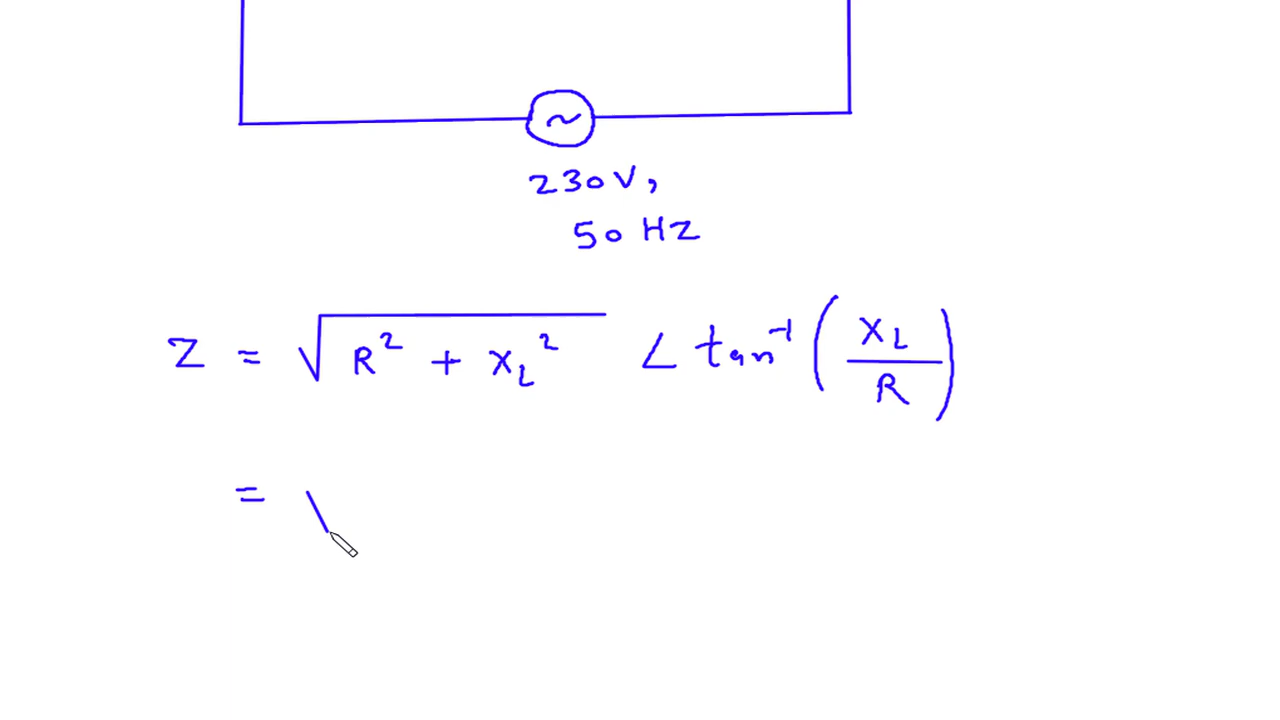 ~
230V,
50 HZ
Z = √(R² + X_L²) ∠ tan⁻¹ (X_L / R)
=